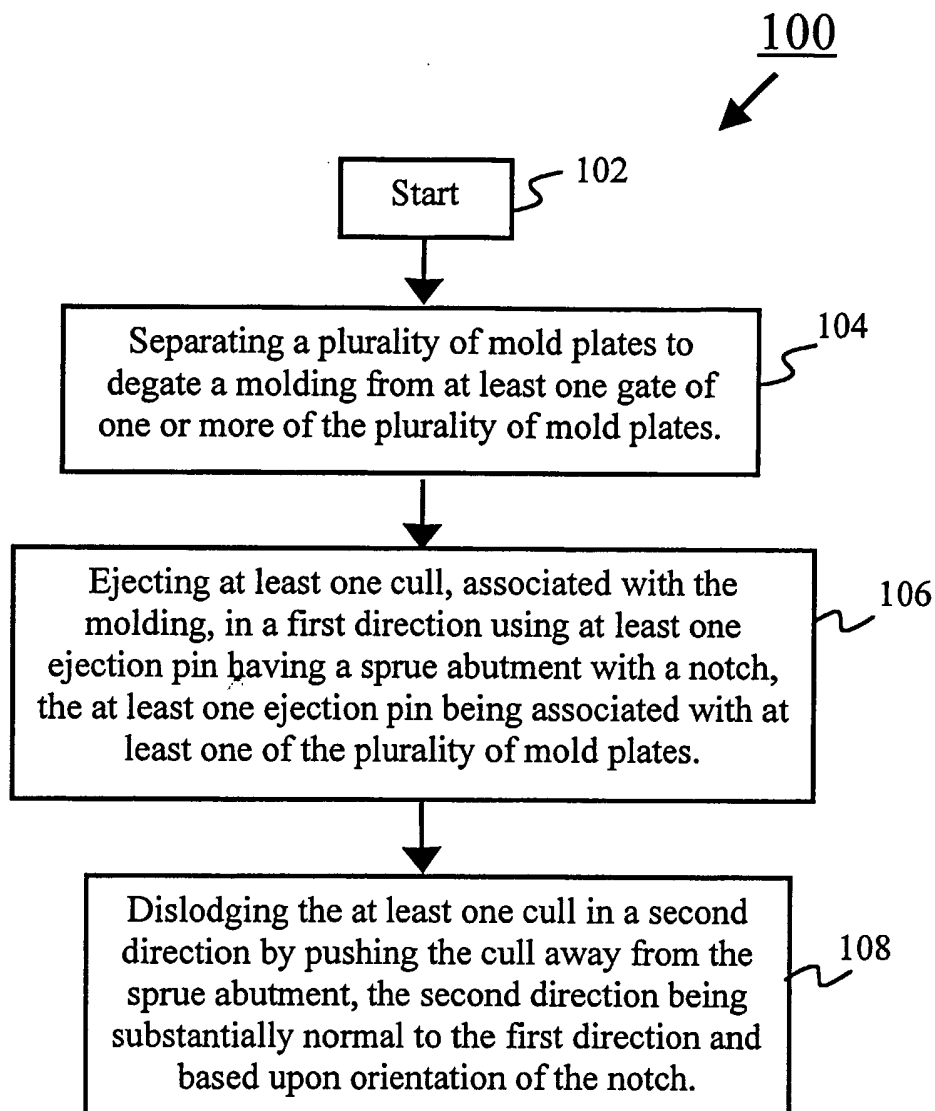 100
Start
102
Separating a plurality of mold plates to
degate a molding from at least one gate of
one or more of the plurality of mold plates.
104
Ejecting at least one cull, associated with the
molding, in a first direction using at least one
ejection pin having a sprue abutment with a notch,
the at least one ejection pin being associated with at
least one of the plurality of mold plates.
106
Dislodging the at least one cull in a second
direction by pushing the cull away from the
sprue abutment, the second direction being
substantially normal to the first direction and
based upon orientation of the notch.
108